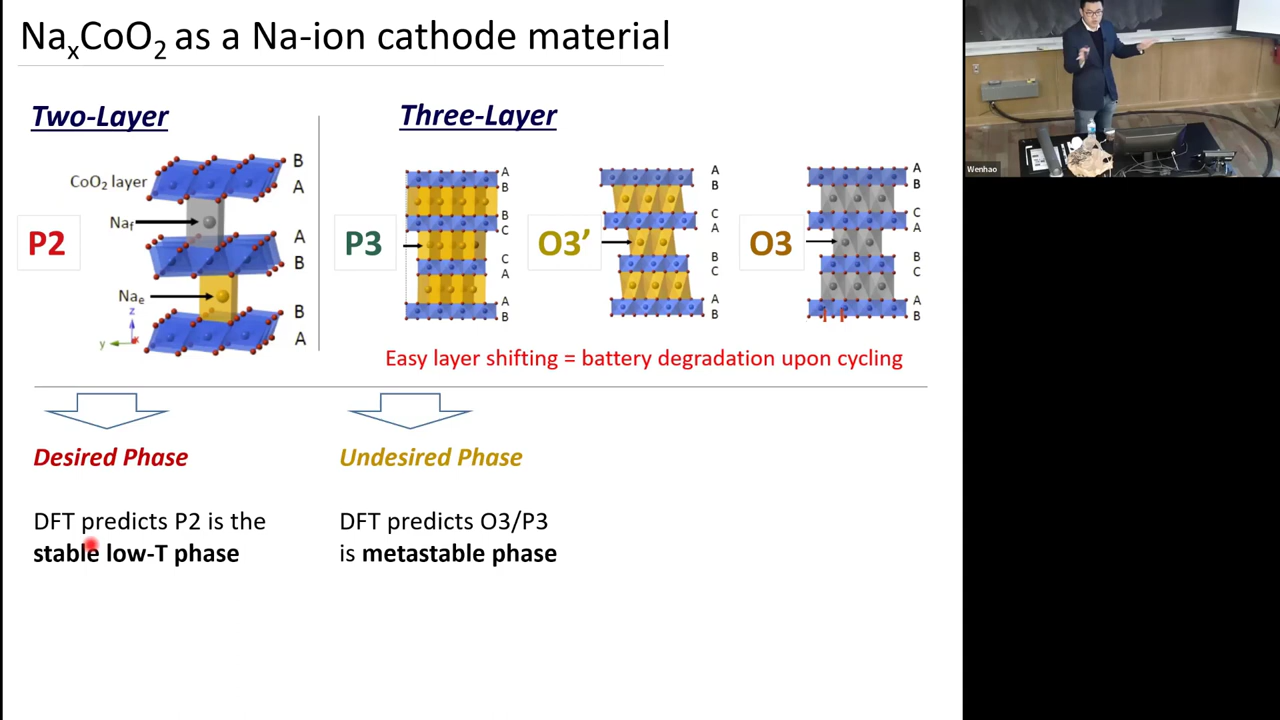 NaxCoO2 as a Na-ion cathode material
Two-Layer
Three-Layer
P2
CoO2 layer
Naf
Nae
z
y
x
B
A
A
B
B
A
P3
A
B
B
C
C
A
A
B
O3’
A
B
C
A
B
C
A
B
O3
A
B
C
A
B
C
A
B
Easy layer shifting = battery degradation upon cycling
Desired Phase
DFT predicts P2 is the
stable low-T phase
Undesired Phase
DFT predicts O3/P3
is metastable phase
Wenhao